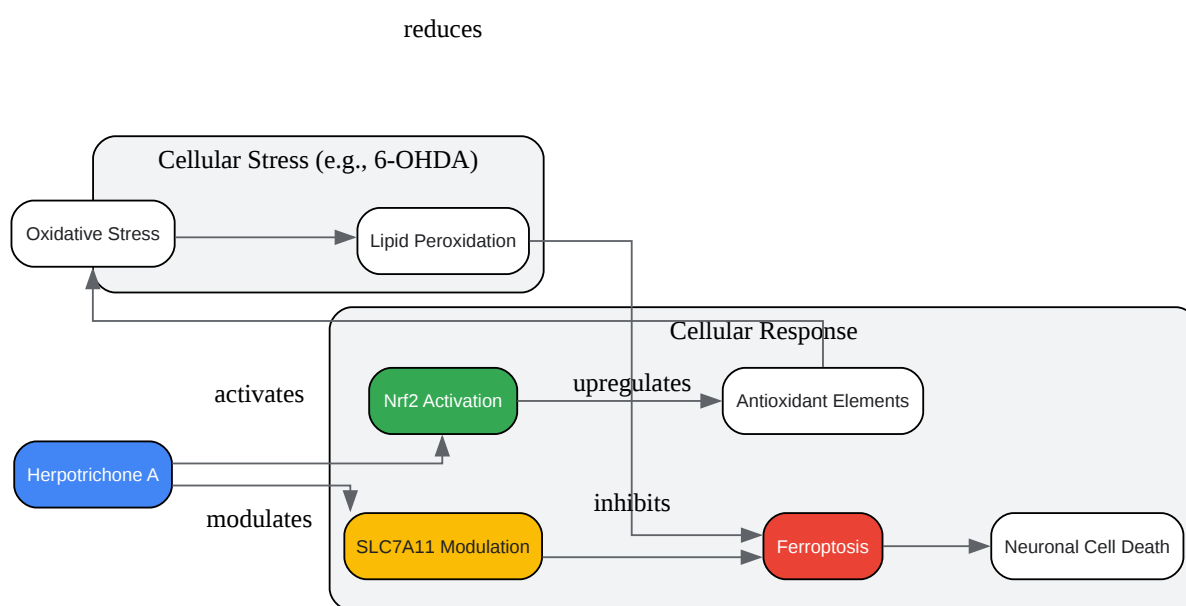 reduces
Cellular Stress (e.g., 6-OHDA)
Oxidative Stress
Lipid Peroxidation
Cellular Response
activates
Nrf2 Activation
upregulates
Antioxidant Elements
Herpotrichone A
modulates
inhibits
SLC7A11 Modulation
Ferroptosis
Neuronal Cell Death